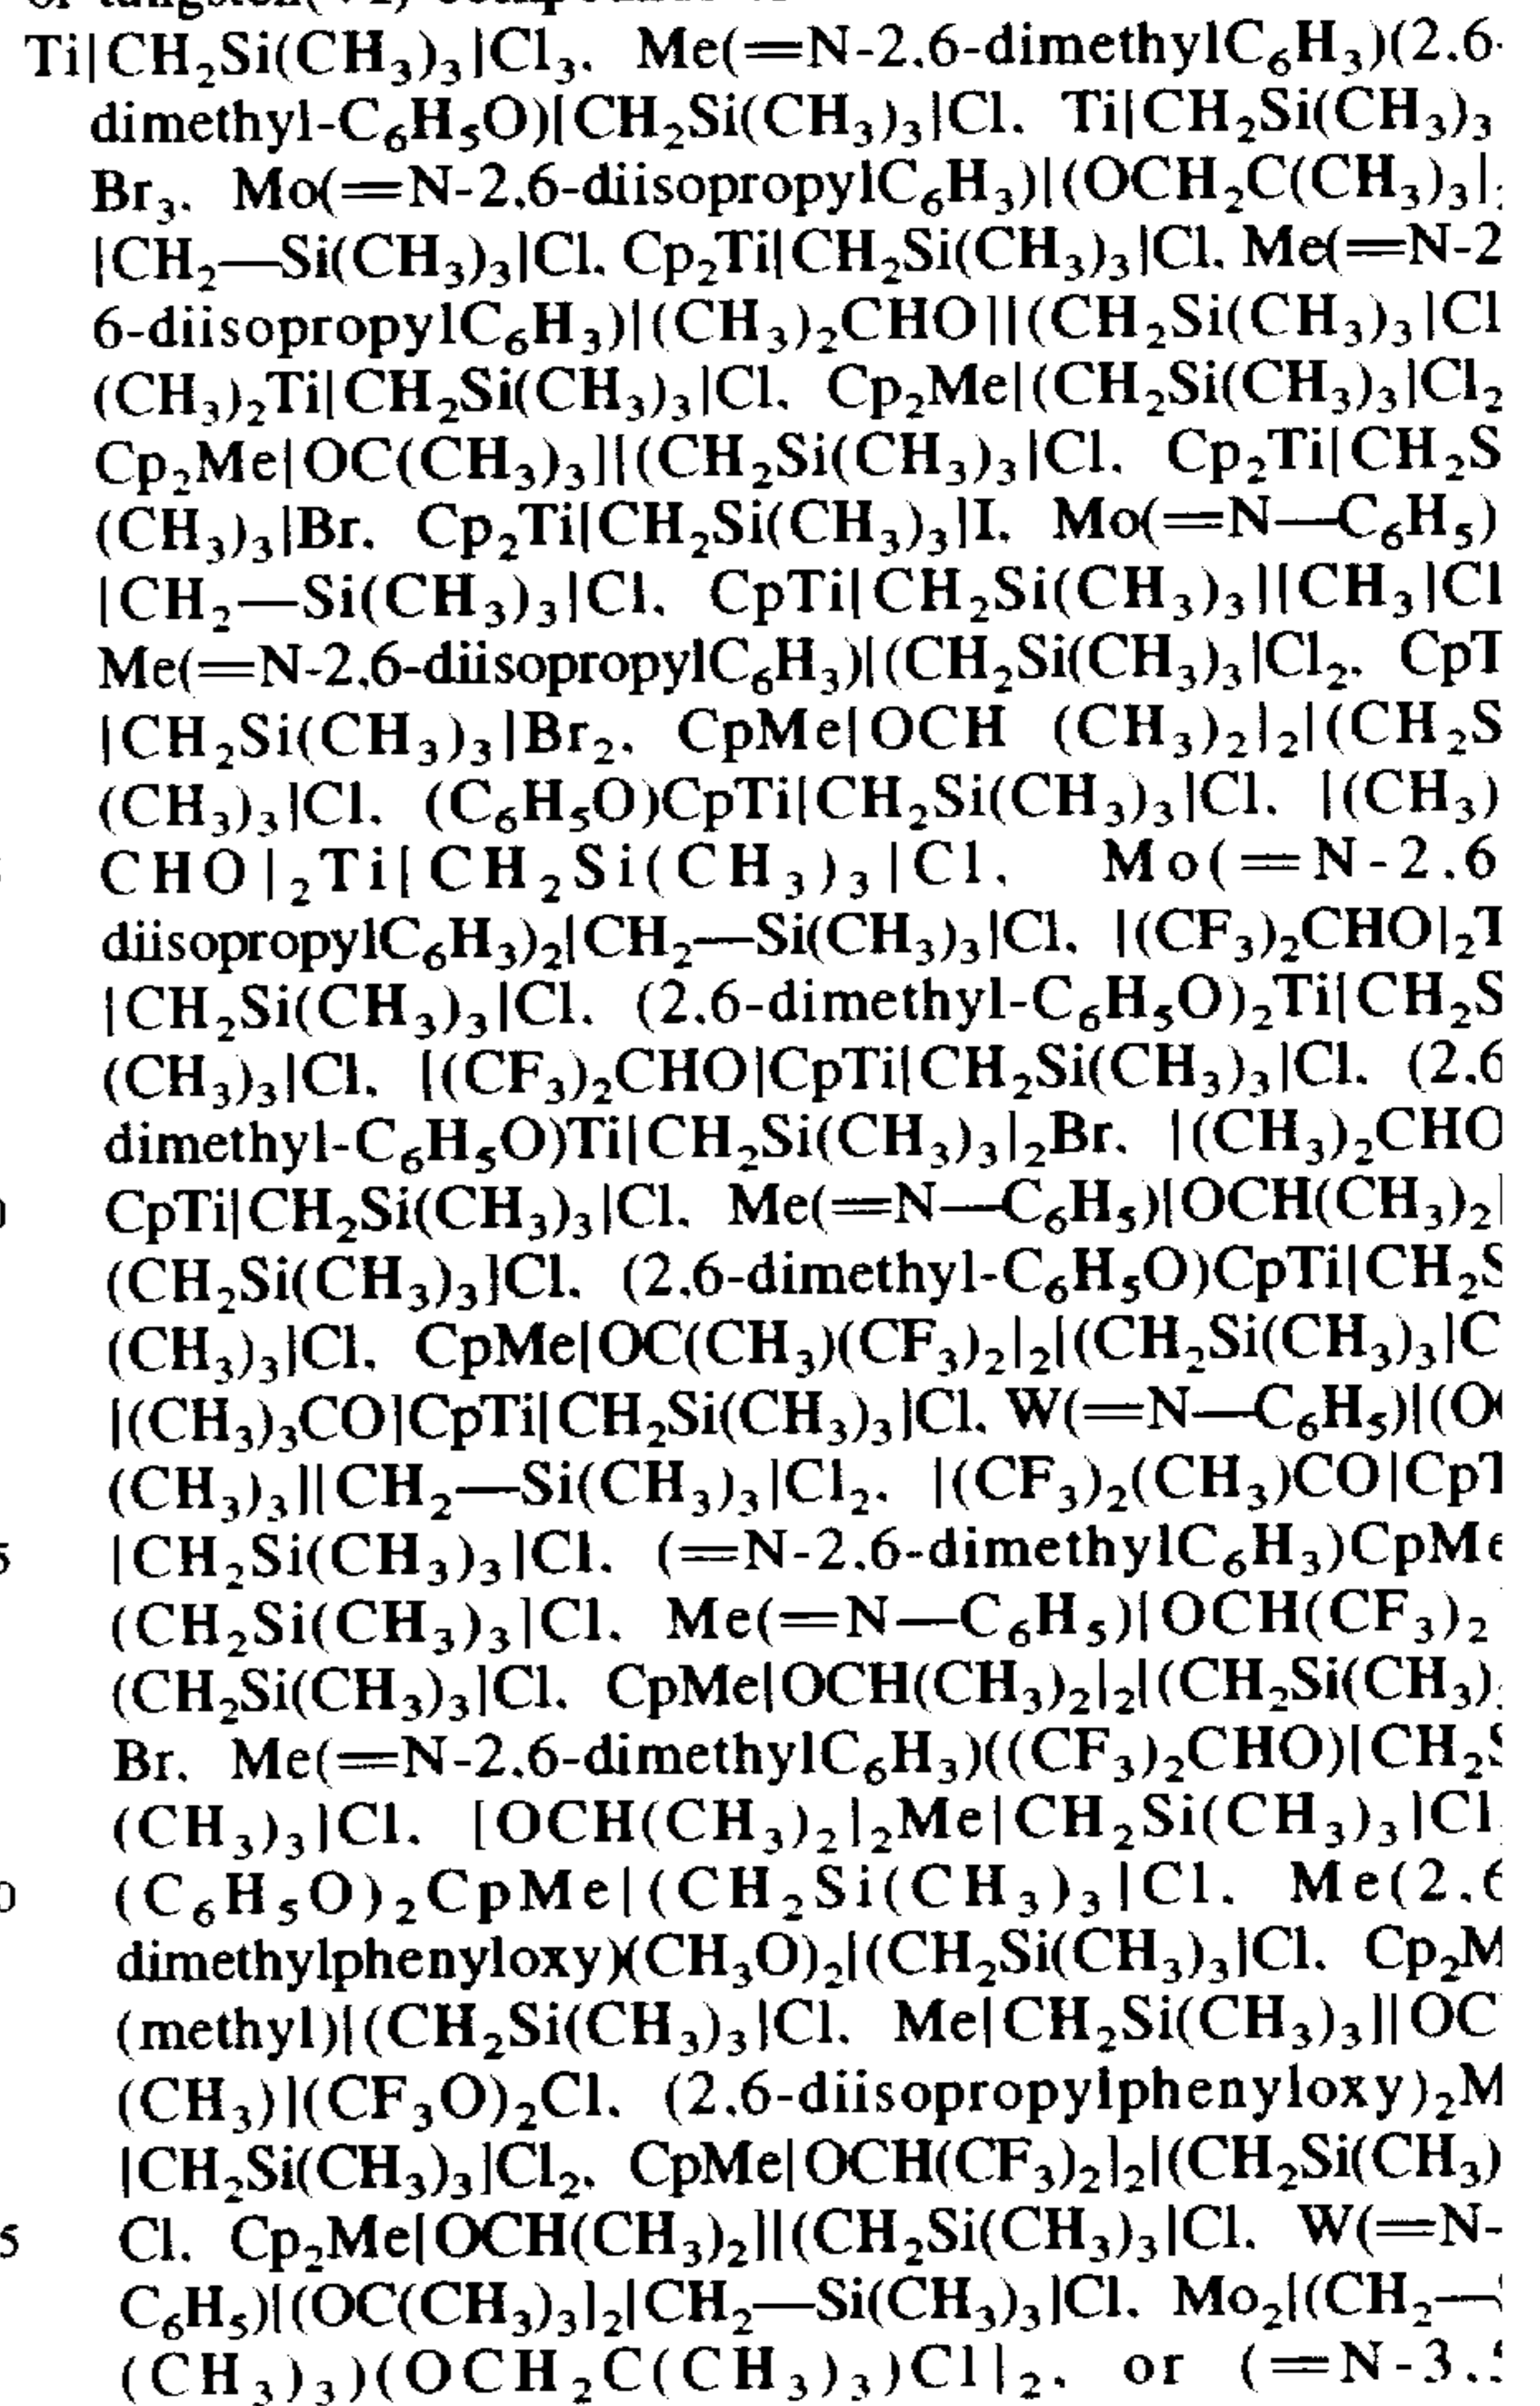 Ti|CH₂Si(CH₃)₃|Cl₃. Me(=N-2.6-dimethylC₆H₃)(2.6-
dimethyl-C₆H₅O)[CH₂Si(CH₃)₃|Cl. Ti|CH₂Si(CH₃)₃
Br₃. Mo(=N-2.6-diisopropylC₆H₃)|(OCH₂C(CH₃)₃|
|CH₂—Si(CH₃)₃|Cl. Cp₂Ti|CH₂Si(CH₃)₃|Cl. Me(=N-2
6-diisopropylC₆H₃)|(CH₃)₂CHO]|(CH₂Si(CH₃)₃|Cl
(CH₃)₂Ti|CH₂Si(CH₃)₃|Cl. Cp₂Me|(CH₂Si(CH₃)₃|Cl₂
Cp₂Me|OC(CH₃)₃]|(CH₂Si(CH₃)₃|Cl. Cp₂Ti[CH₂S
(CH₃)₃|Br. Cp₂Ti[CH₂Si(CH₃)₃]I. Mo(=N—C₆H₅)
|CH₂—Si(CH₃)₃|Cl. CpTi|CH₂Si(CH₃)₃][CH₃]Cl
Me(=N-2.6-diisopropylC₆H₃)|(CH₂Si(CH₃)₃|Cl₂. CpT
|CH₂Si(CH₃)₃]Br₂. CpMe|OCH (CH₃)₂|₂|(CH₂S
(CH₃)₃|Cl. (C₆H₅O)CpTi[CH₂Si(CH₃)₃|Cl. |(CH₃)
CHO|₂Ti[CH₂Si(CH₃)₃|Cl. Mo(=N-2.6
diisopropylC₆H₃)₂|CH₂—Si(CH₃)₃|Cl. |(CF₃)₂CHO|₂T
|CH₂Si(CH₃)₃|Cl. (2.6-dimethyl-C₆H₅O)₂Ti[CH₂S
(CH₃)₃|Cl. [(CF₃)₂CHO|CpTi[CH₂Si(CH₃)₃|Cl. (2.6
dimethyl-C₆H₅O)Ti[CH₂Si(CH₃)₃|₂Br. |(CH₃)₂CHO
CpTi|CH₂Si(CH₃)₃|Cl. Me(=N—C₆H₅)[OCH(CH₃)₂|
(CH₂Si(CH₃)₃]Cl. (2.6-dimethyl-C₆H₅O)CpTi|CH₂S
(CH₃)₃|Cl. CpMe[OC(CH₃)(CF₃)₂|₂|(CH₂Si(CH₃)₃]C
|(CH₃)₃CO]CpTi[CH₂Si(CH₃)₃]Cl. W(=N—C₆H₅)|(O
(CH₃)₃]|CH₂—Si(CH₃)₃|Cl₂. |(CF₃)₂(CH₃)CO|CpT
|CH₂Si(CH₃)₃]Cl. (=N-2.6-dimethylC₆H₃)CpMe
(CH₂Si(CH₃)₃]Cl. Me(=N—C₆H₅)[OCH(CF₃)₂
(CH₂Si(CH₃)₃]Cl. CpMe|OCH(CH₃)₂|₂|(CH₂Si(CH₃)
Br. Me(=N-2.6-dimethylC₆H₃)((CF₃)₂CHO)[CH₂S
(CH₃)₃]Cl. [OCH(CH₃)₂|₂Me|CH₂Si(CH₃)₃]Cl
(C₆H₅O)₂CpMe|(CH₂Si(CH₃)₃|Cl. Me(2.6
dimethylphenyloxy)(CH₃O)₂|(CH₂Si(CH₃)₃]Cl. Cp₂M
(methyl)|(CH₂Si(CH₃)₃]Cl. Me|CH₂Si(CH₃)₃]|OC
(CH₃)](CF₃O)₂Cl. (2.6-diisopropylphenyloxy)₂M
|CH₂Si(CH₃)₃]Cl₂. CpMe|OCH(CF₃)₂]₂|(CH₂Si(CH₃)
5 Cl. Cp₂Me[OCH(CH₃)₂]|(CH₂Si(CH₃)₃|Cl. W(=N-
C₆H₅)[(OC(CH₃)₃]₂|CH₂—Si(CH₃)₃]Cl. Mo₂|(CH₂—
(CH₃)₃)(OCH₂C(CH₃)₃)Cl|₂. or (=N-3.